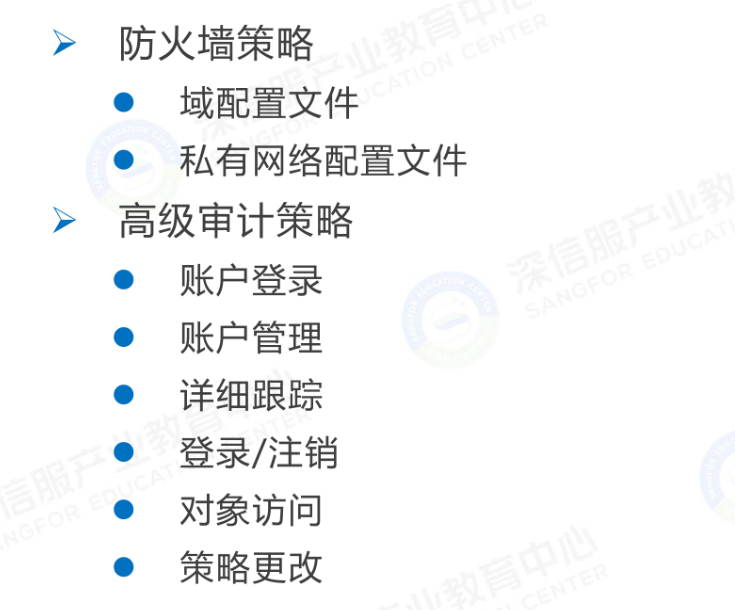 防火墙策略
域配置文件
私有网络配置文件
高级审计策略
账户登录
账户管理
详细跟踪
登录/注销
对象访问
策略更改
深信服产业教育中心
SANGFOR EDUCATION CENTER